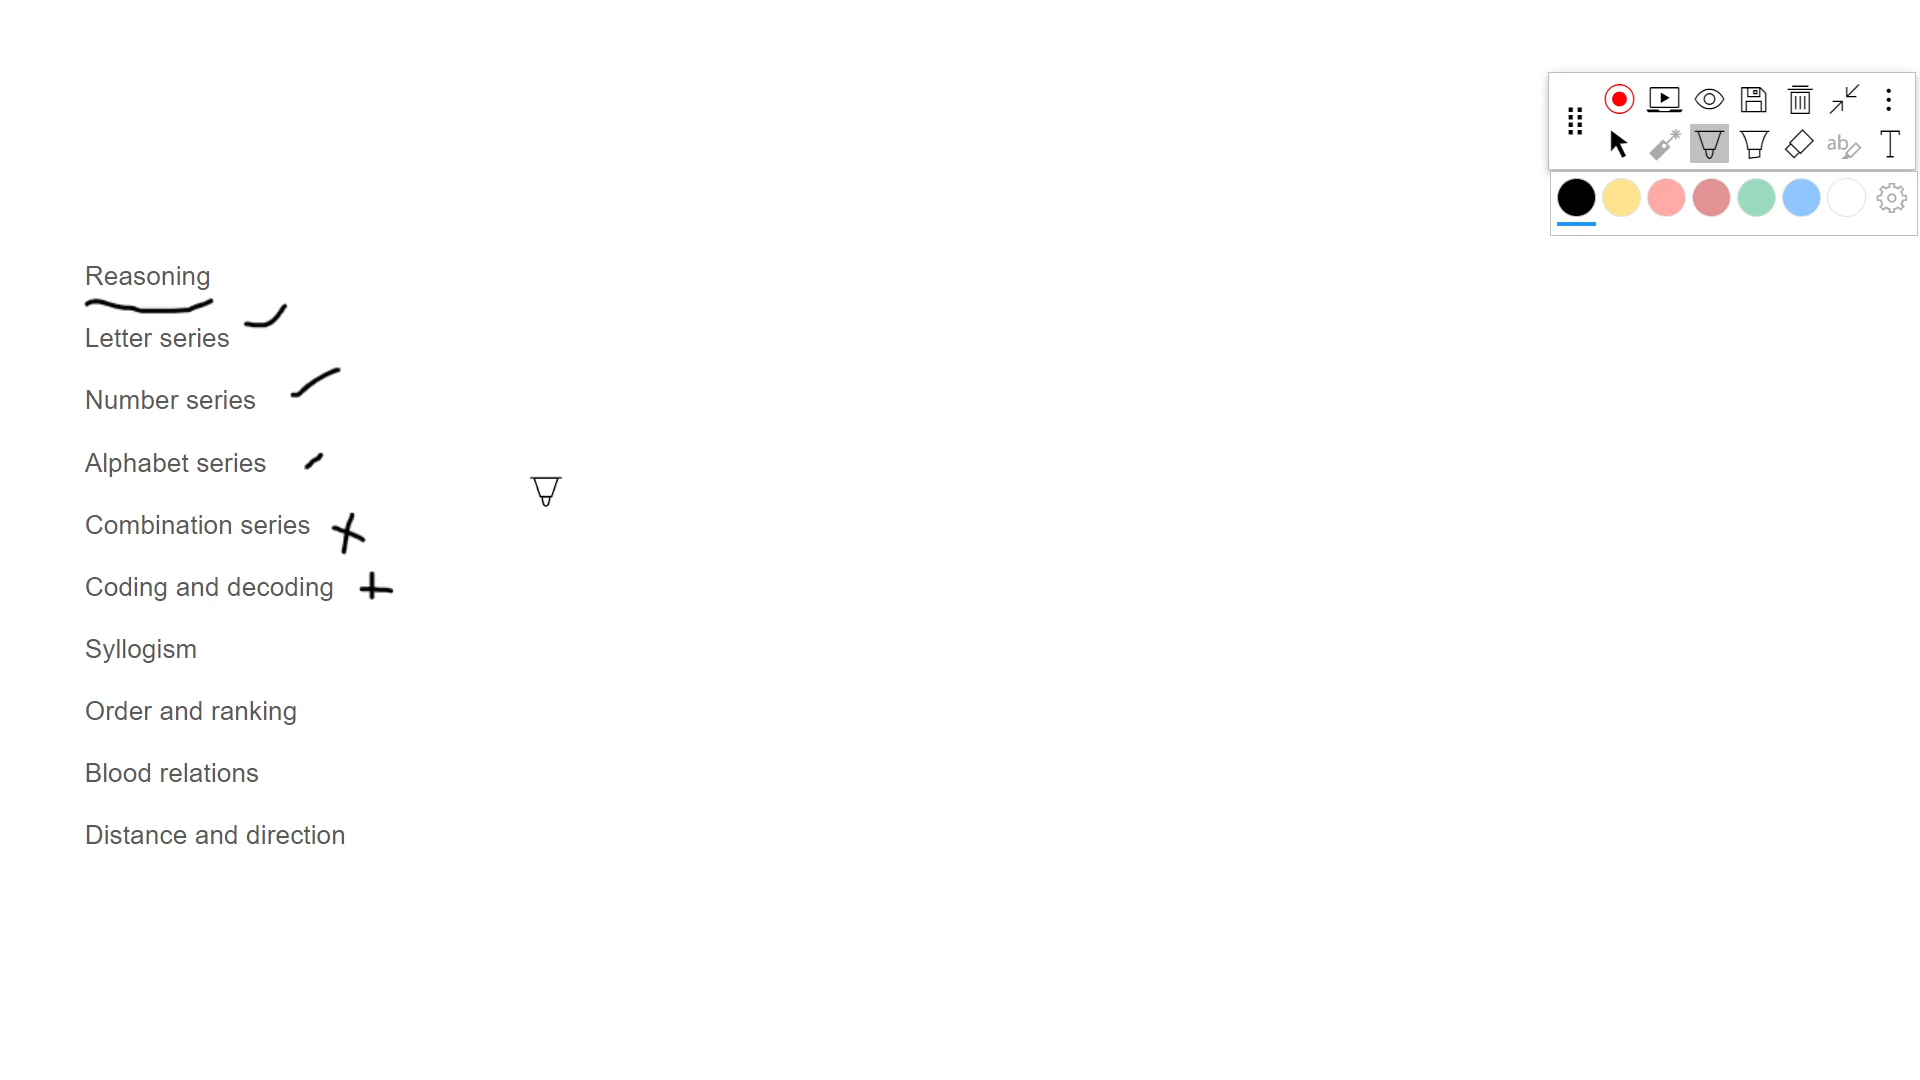 ab
T
Reasoning
Letter series
Number series
Alphabet series
Combination series
Coding and decoding
Syllogism
Order and ranking
Blood relations
Distance and direction